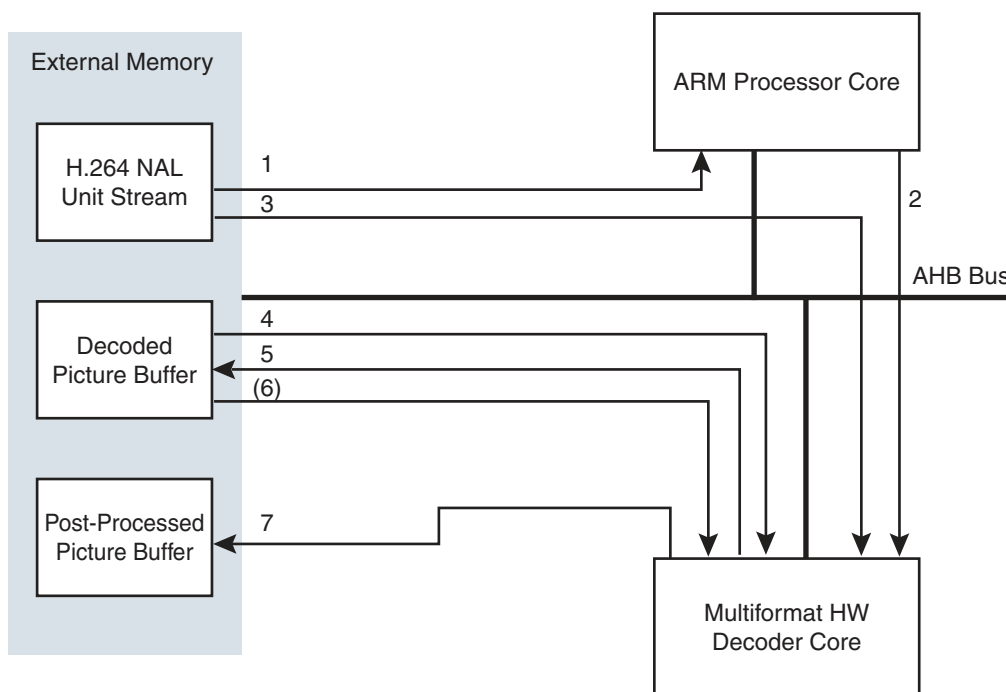 External Memory
ARM Processor Core
H.264 NAL
Unit Stream
1
3
2
AHB Bus
Decoded
Picture Buffer
4
5
(6)
Post-Processed
Picture Buffer
7
Multiformat HW
Decoder Core